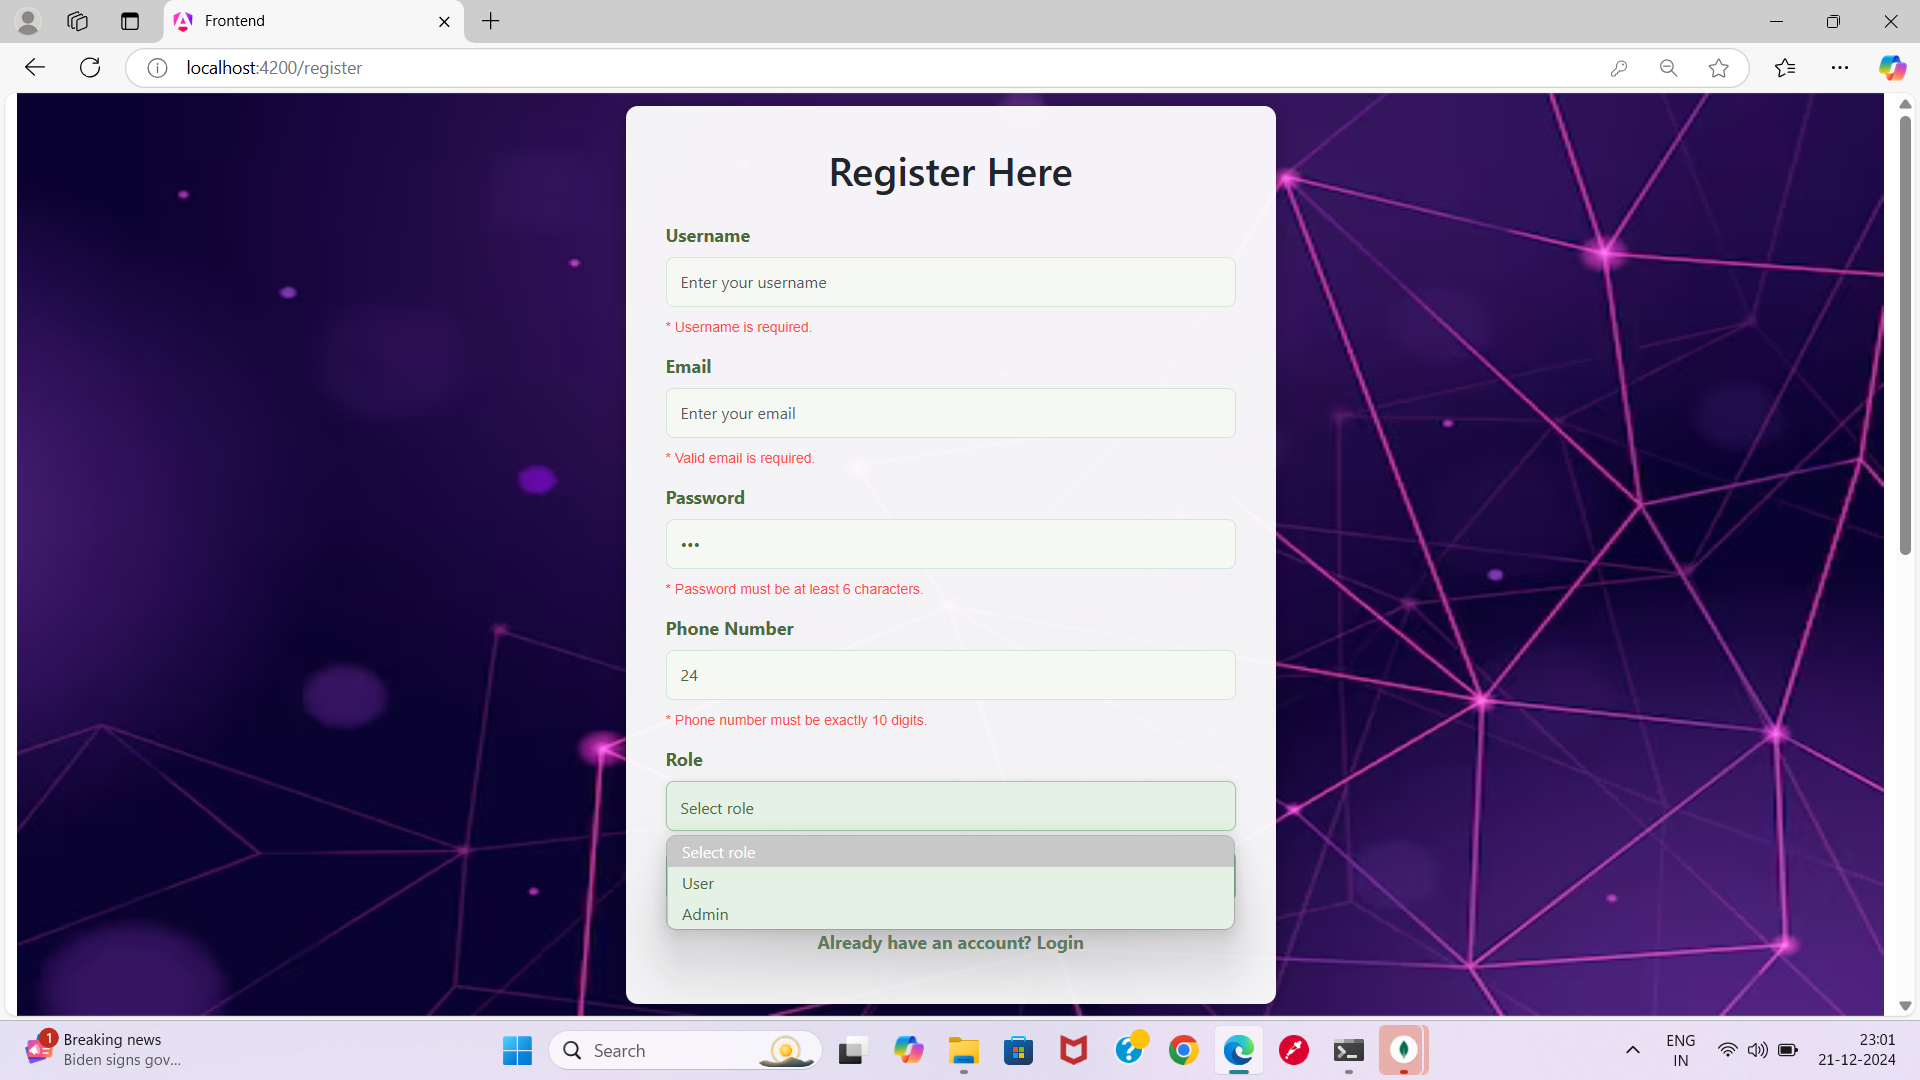 Frontend
localhost:4200/register
Register Here
Username
Enter your username
* Username is required.
Email
Enter your email
* Valid email is required.
Password
•••
* Password must be at least 6 characters.
Phone Number
24
* Phone number must be exactly 10 digits.
Role
Select role
Select role
User
Admin
Already have an account? Login
1
Breaking news
Biden signs gov...
Search
ENG
IN
23:01
21-12-2024